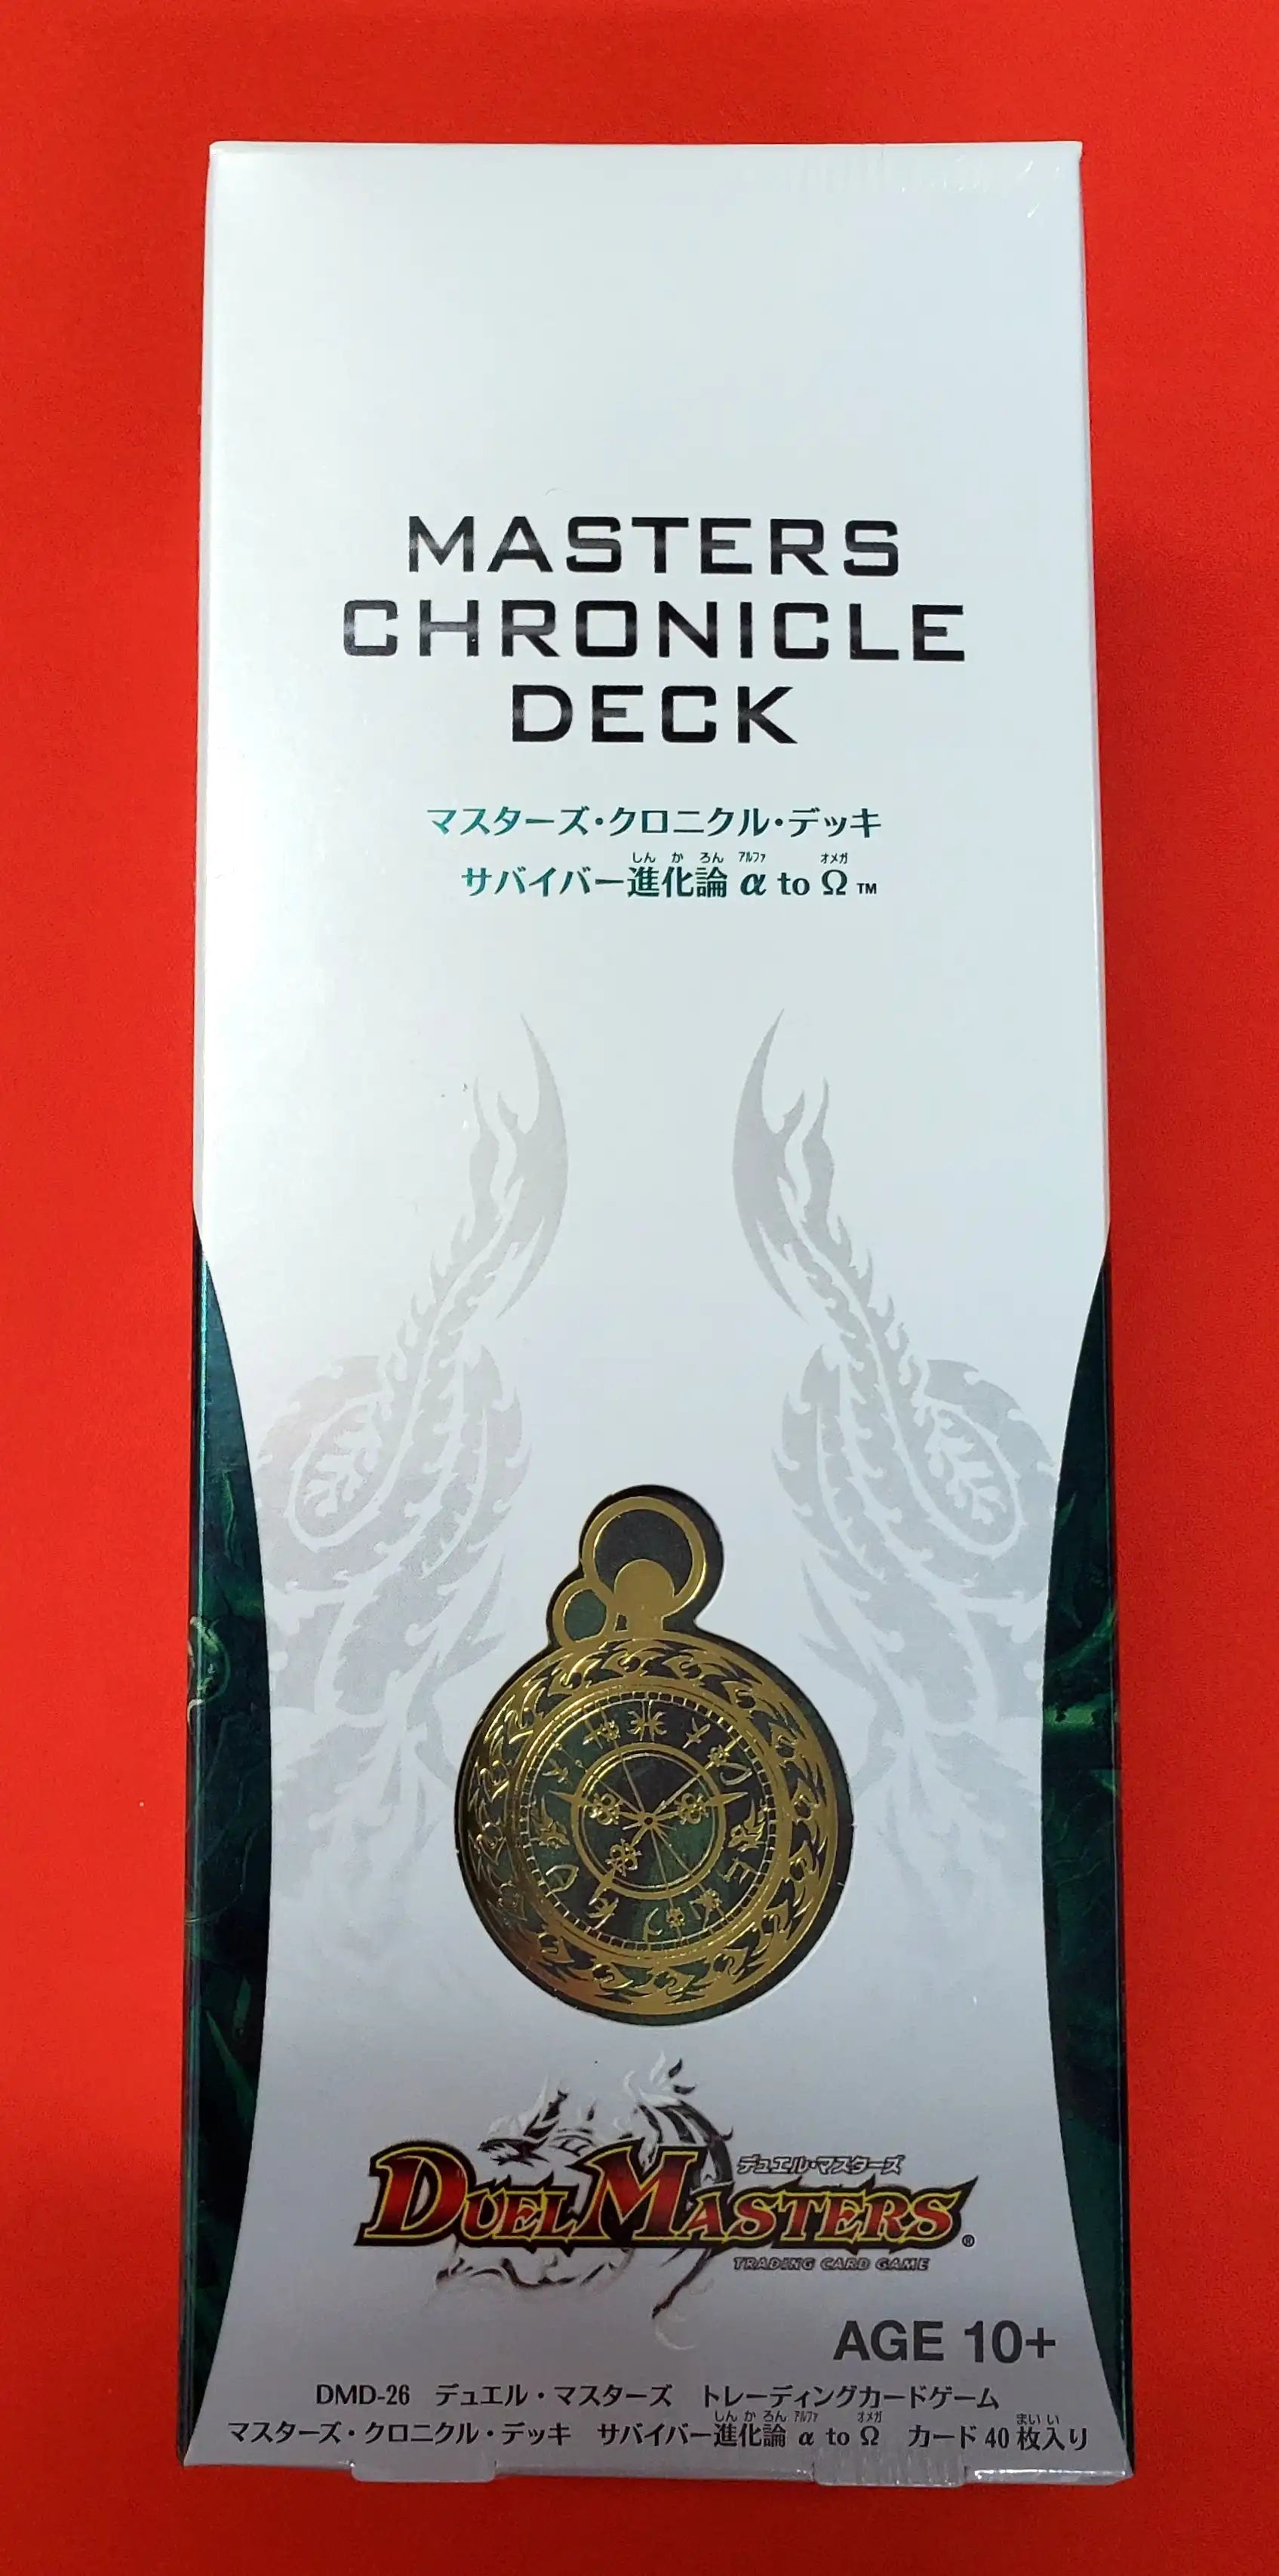 MASTERS
CHRONICLE
DECK
マスターズ・クロニクル・デッキ
しん か ろん アルファ オメガ
サバイバー進化論 α to Ω ™
デュエル・マスターズ
DUEL MASTERS®
TRADING CARD GAME
AGE 10+
DMD-26 デュエル・マスターズ トレーディングカードゲーム
しん か ろん アルファ オメガ まい い
マスターズ・クロニクル・デッキ サバイバー進化論 α to Ω カード40枚入り